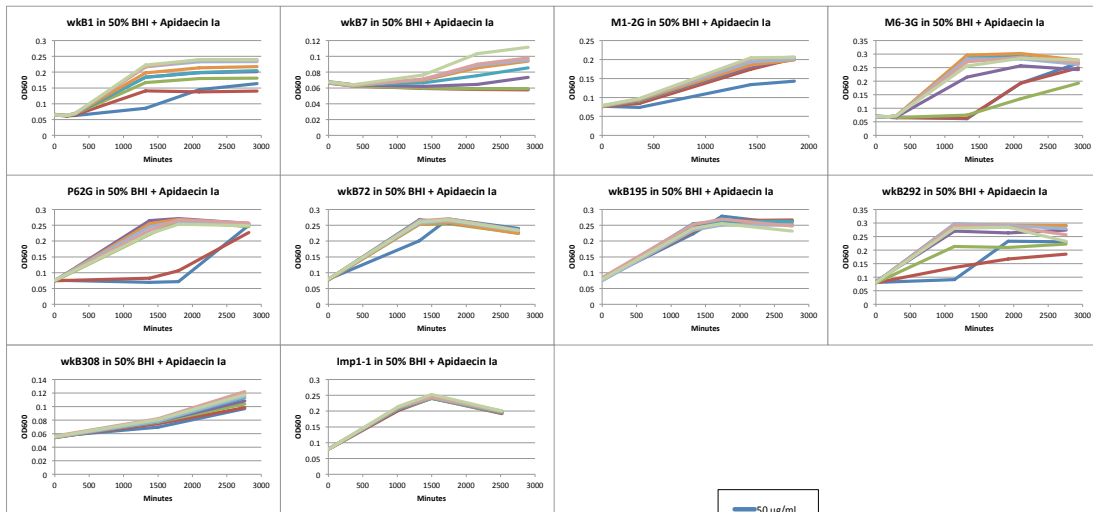 wkB1 in 50% BHI + Apidaecin Ia
OD600
0.3
0.25
0.2
0.15
0.1
0.05
0
0 500 1000 1500 2000 2500 3000
Minutes
wkB7 in 50% BHI + Apidaecin Ia
OD600
0.12
0.1
0.08
0.06
0.04
0.02
0
0 500 1000 1500 2000 2500 3000
Minutes
M1-2G in 50% BHI + Apidaecin Ia
OD600
0.25
0.2
0.15
0.1
0.05
0
0 500 1000 1500 2000
Minutes
M6-3G in 50% BHI + Apidaecin Ia
OD600
0.35
0.3
0.25
0.2
0.15
0.1
0.05
0
0 500 1000 1500 2000 2500 3000
Minutes
P62G in 50% BHI + Apidaecin Ia
OD600
0.3
0.25
0.2
0.15
0.1
0.05
0
0 500 1000 1500 2000 2500 3000
Minutes
wkB72 in 50% BHI + Apidaecin Ia
OD600
0.3
0.25
0.2
0.15
0.1
0.05
0
0 500 1000 1500 2000 2500 3000
Minutes
wkB195 in 50% BHI + Apidaecin Ia
OD600
0.3
0.25
0.2
0.15
0.1
0.05
0
0 500 1000 1500 2000 2500 3000
Minutes
wkB292 in 50% BHI + Apidaecin Ia
OD600
0.35
0.3
0.25
0.2
0.15
0.1
0.05
0
0 500 1000 1500 2000 2500 3000
Minutes
wkB308 in 50% BHI + Apidaecin Ia
OD600
0.14
0.12
0.1
0.08
0.06
0.04
0.02
0
0 500 1000 1500 2000 2500 3000
Minutes
Imp1-1 in 50% BHI + Apidaecin Ia
OD600
0.3
0.25
0.2
0.15
0.1
0.05
0
0 500 1000 1500 2000 2500 3000
Minutes
50 ug/mL